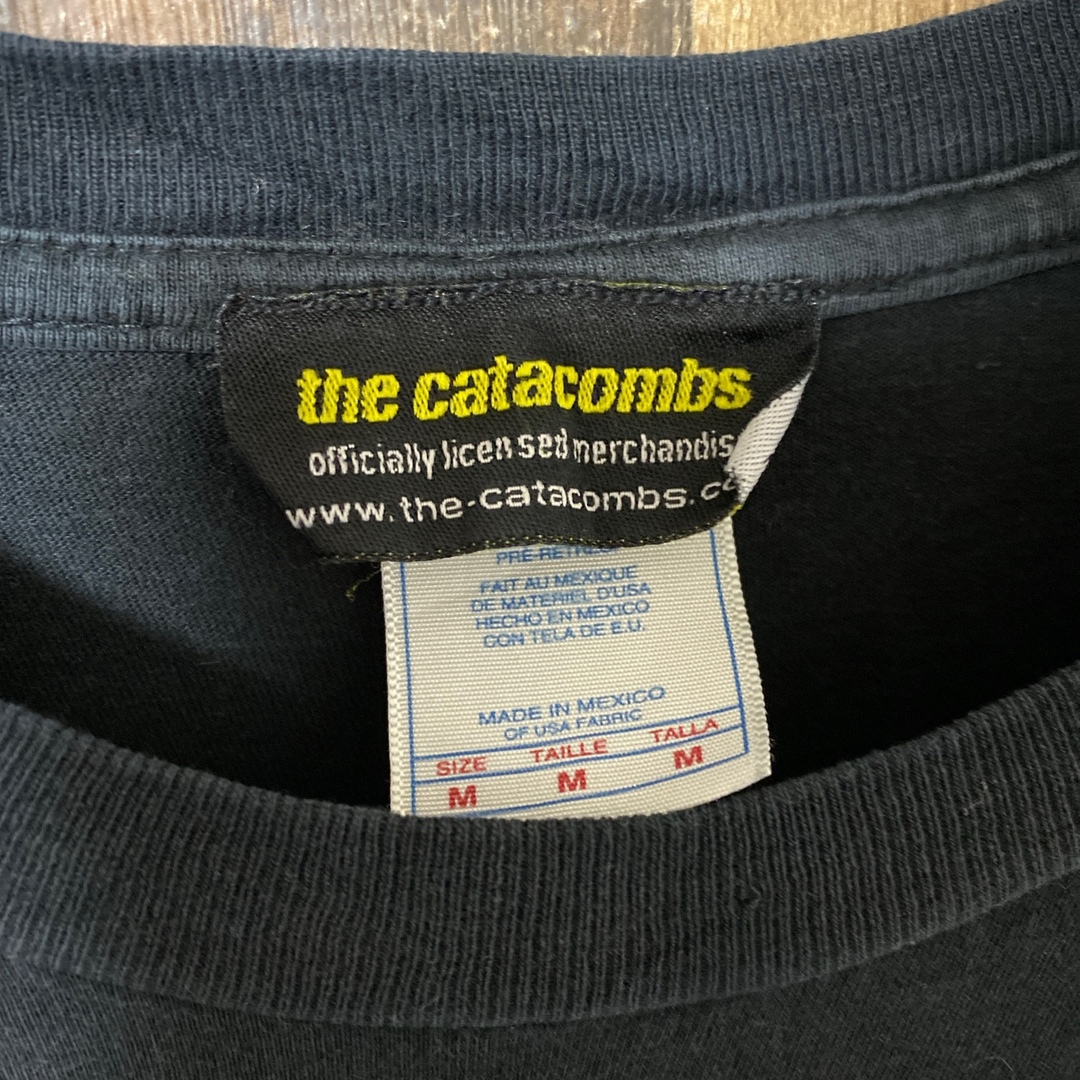 the catacombs
officially licensed merchandis
www.the-catacombs.c
PRE
FAIT AU MEXIQUE
DE MATERIEL D'USA
HECHO EN MEXICO
CON TELA DE E.U.
MADE IN MEXICO
OF USA FABRIC
SIZE TAILLE TALLA
M M M